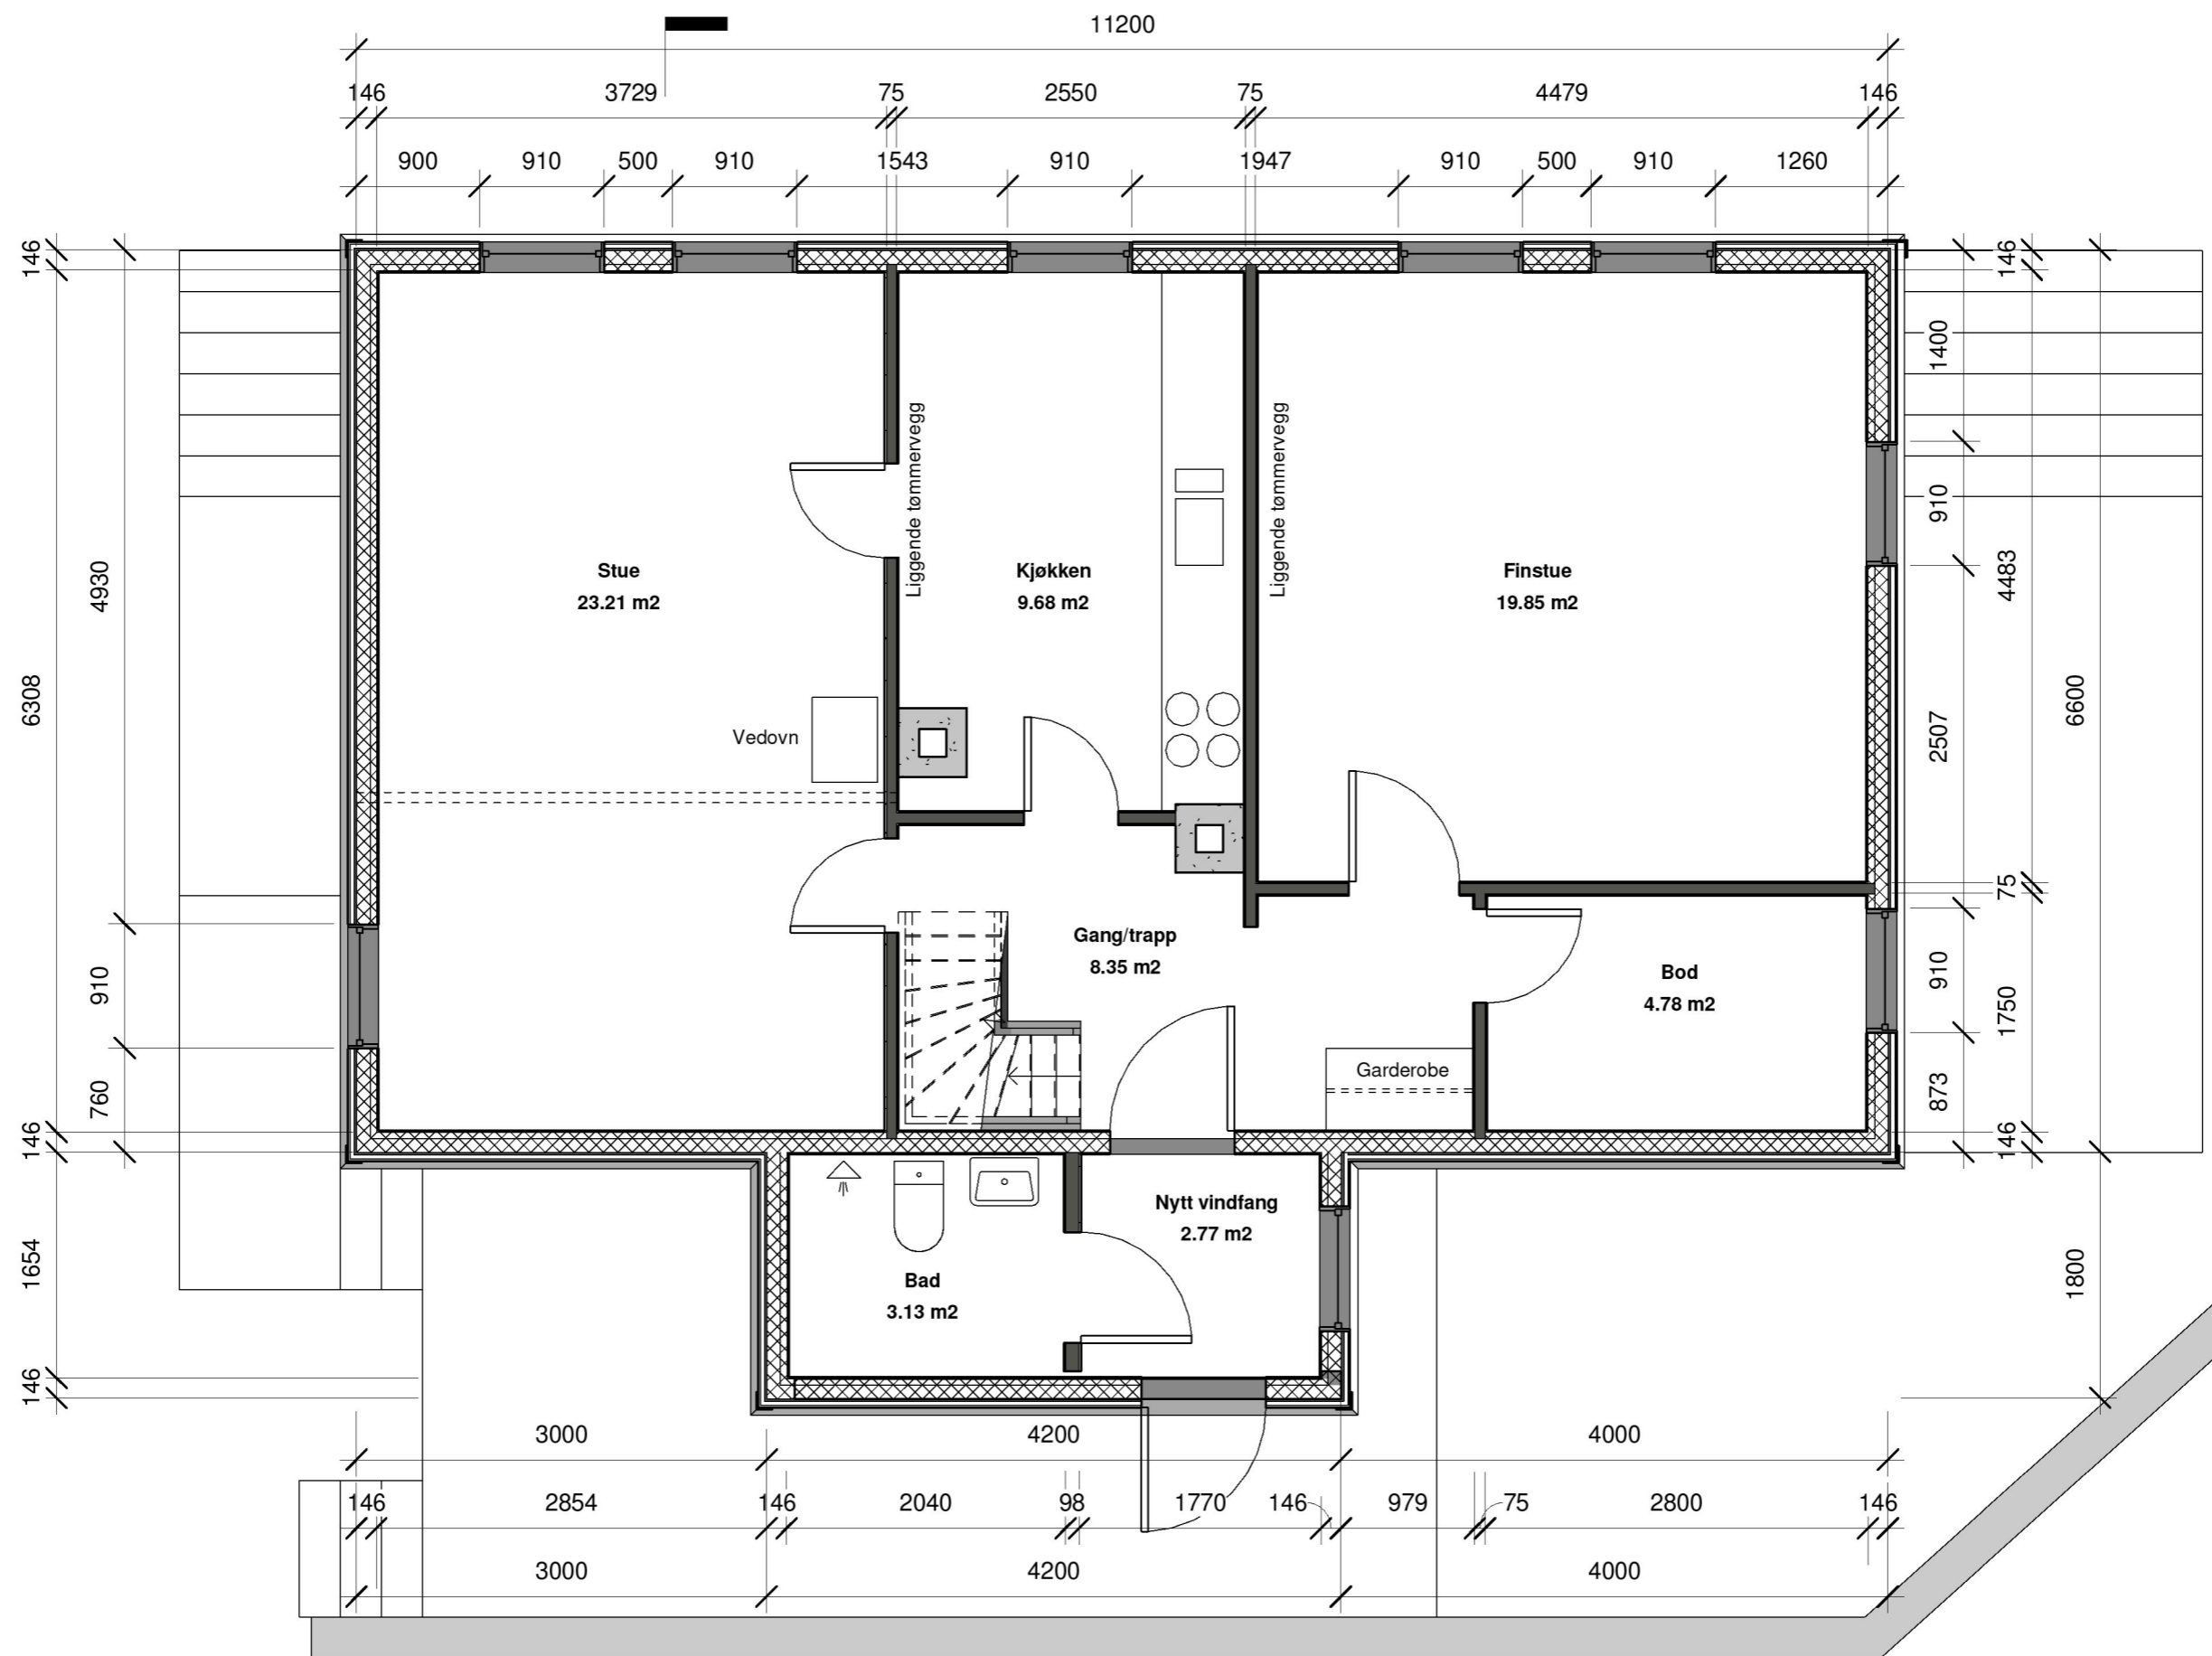 11200
146 3729 75 2550 75 4479 146
900 910 500 910 1543 910 1947 910 500 910 1260
146
4930
6308
910
760
146
1654
146
146
1400
910
4483
2507
6600
75
910
1750
873
146
1800
Liggende tømmervegg
Liggende tømmervegg
Stue
23.21 m2
Kjøkken
9.68 m2
Finstue
19.85 m2
Vedovn
Gang/trapp
8.35 m2
Bod
4.78 m2
Garderobe
Nytt vindfang
2.77 m2
Bad
3.13 m2
3000 4200 4000
146 2854 146 2040 98 1770 146 979 75 2800 146
3000 4200 4000